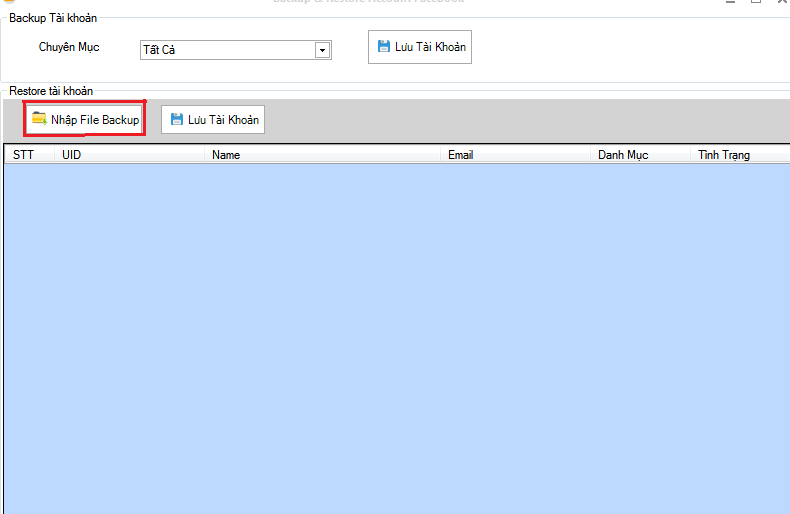 Backup & Restore Account Facebook
Backup Tài khoản
Chuyên Mục
Tất Cả
Lưu Tài Khoản
Restore tài khoản
Nhập File Backup
Lưu Tài Khoản
STT UID Name Email Danh Mục Tình Trạng